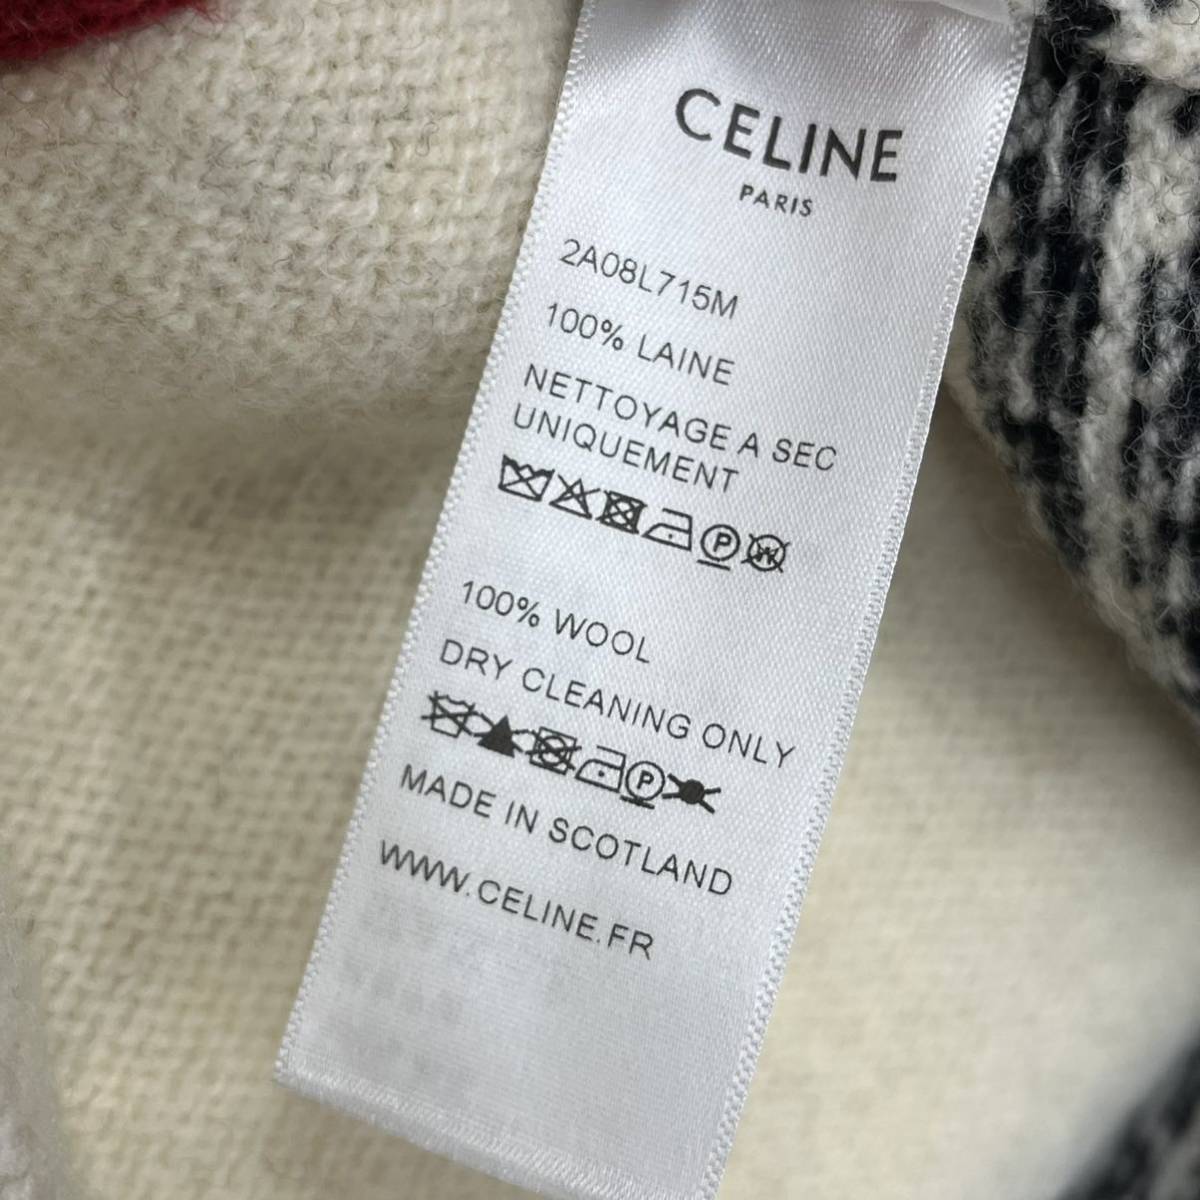 CELINE
PARIS
2A08L715M
100% LAINE
NETTOYAGE A SEC
UNIQUEMENT
P W
100% WOOL
DRY CLEANING ONLY
P
MADE IN SCOTLAND
WWW.CELINE.FR